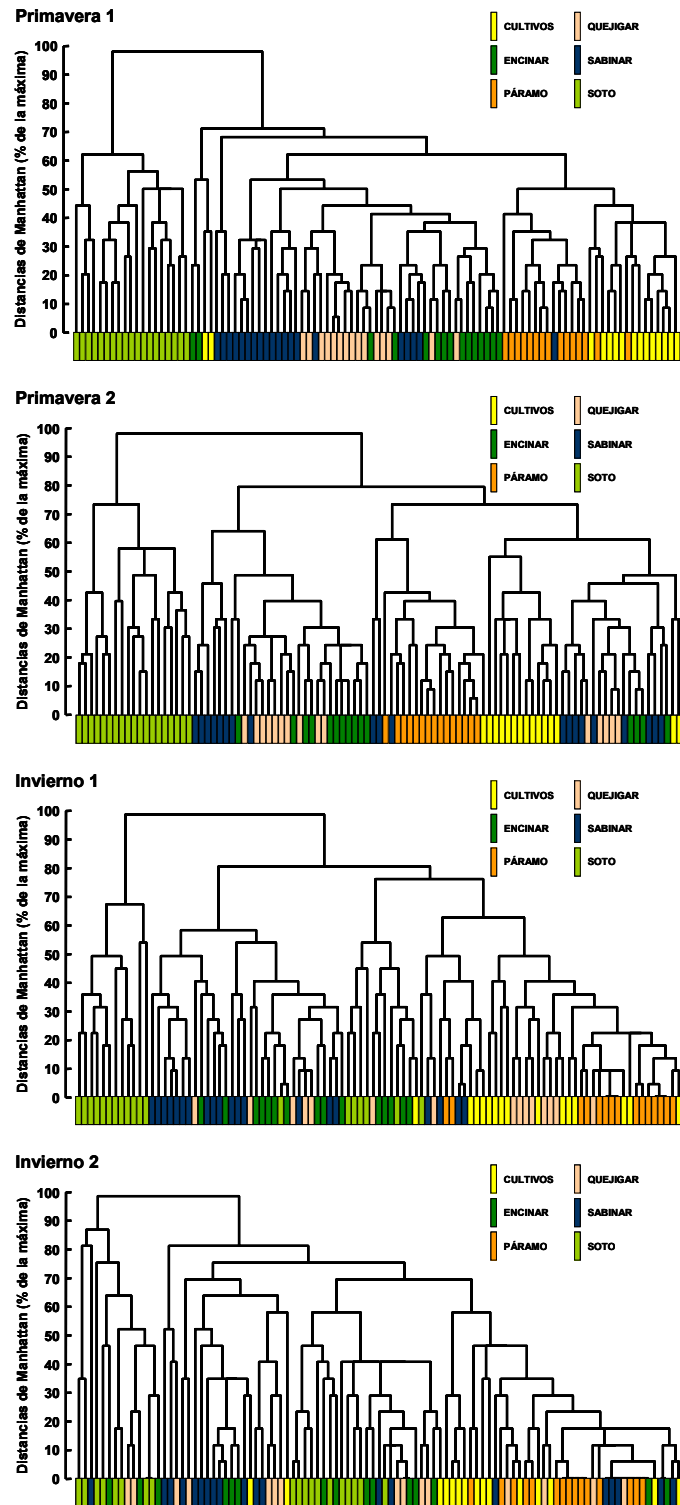 Primavera 1
CULTIVOS
QUEJIGAR
ENCINAR
SABINAR
PÁRAMO
SOTO
Distancias de Manhattan (% de la máxima)
100
90
80
70
60
50
40
30
20
10
0
Primavera 2
CULTIVOS
QUEJIGAR
ENCINAR
SABINAR
PÁRAMO
SOTO
Distancias de Manhattan (% de la máxima)
100
90
80
70
60
50
40
30
20
10
0
Invierno 1
CULTIVOS
QUEJIGAR
ENCINAR
SABINAR
PÁRAMO
SOTO
Distancias de Manhattan (% de la máxima)
100
90
80
70
60
50
40
30
20
10
0
Invierno 2
CULTIVOS
QUEJIGAR
ENCINAR
SABINAR
PÁRAMO
SOTO
Distancias de Manhattan (% de la máxima)
100
90
80
70
60
50
40
30
20
10
0